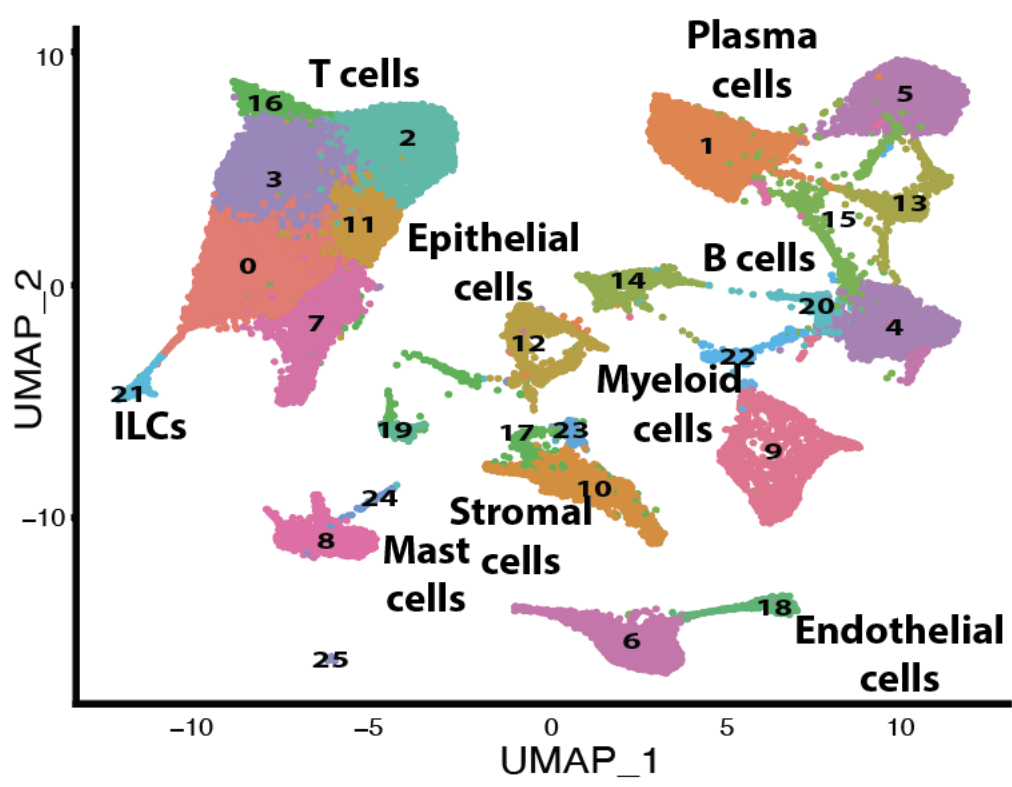 Plasma
cells
T cells
10
16
2
5
3
1
11
13
15
Epithelial
cells
B cells
0
0
14
20
7
12
4
22
UMAP_2
21
ILCs
Myeloid
cells
19
17
23
9
10
24
Stromal
cells
-10
8
Mast
cells
18
6
Endothelial
cells
25
-10
-5
0
5
10
UMAP_1